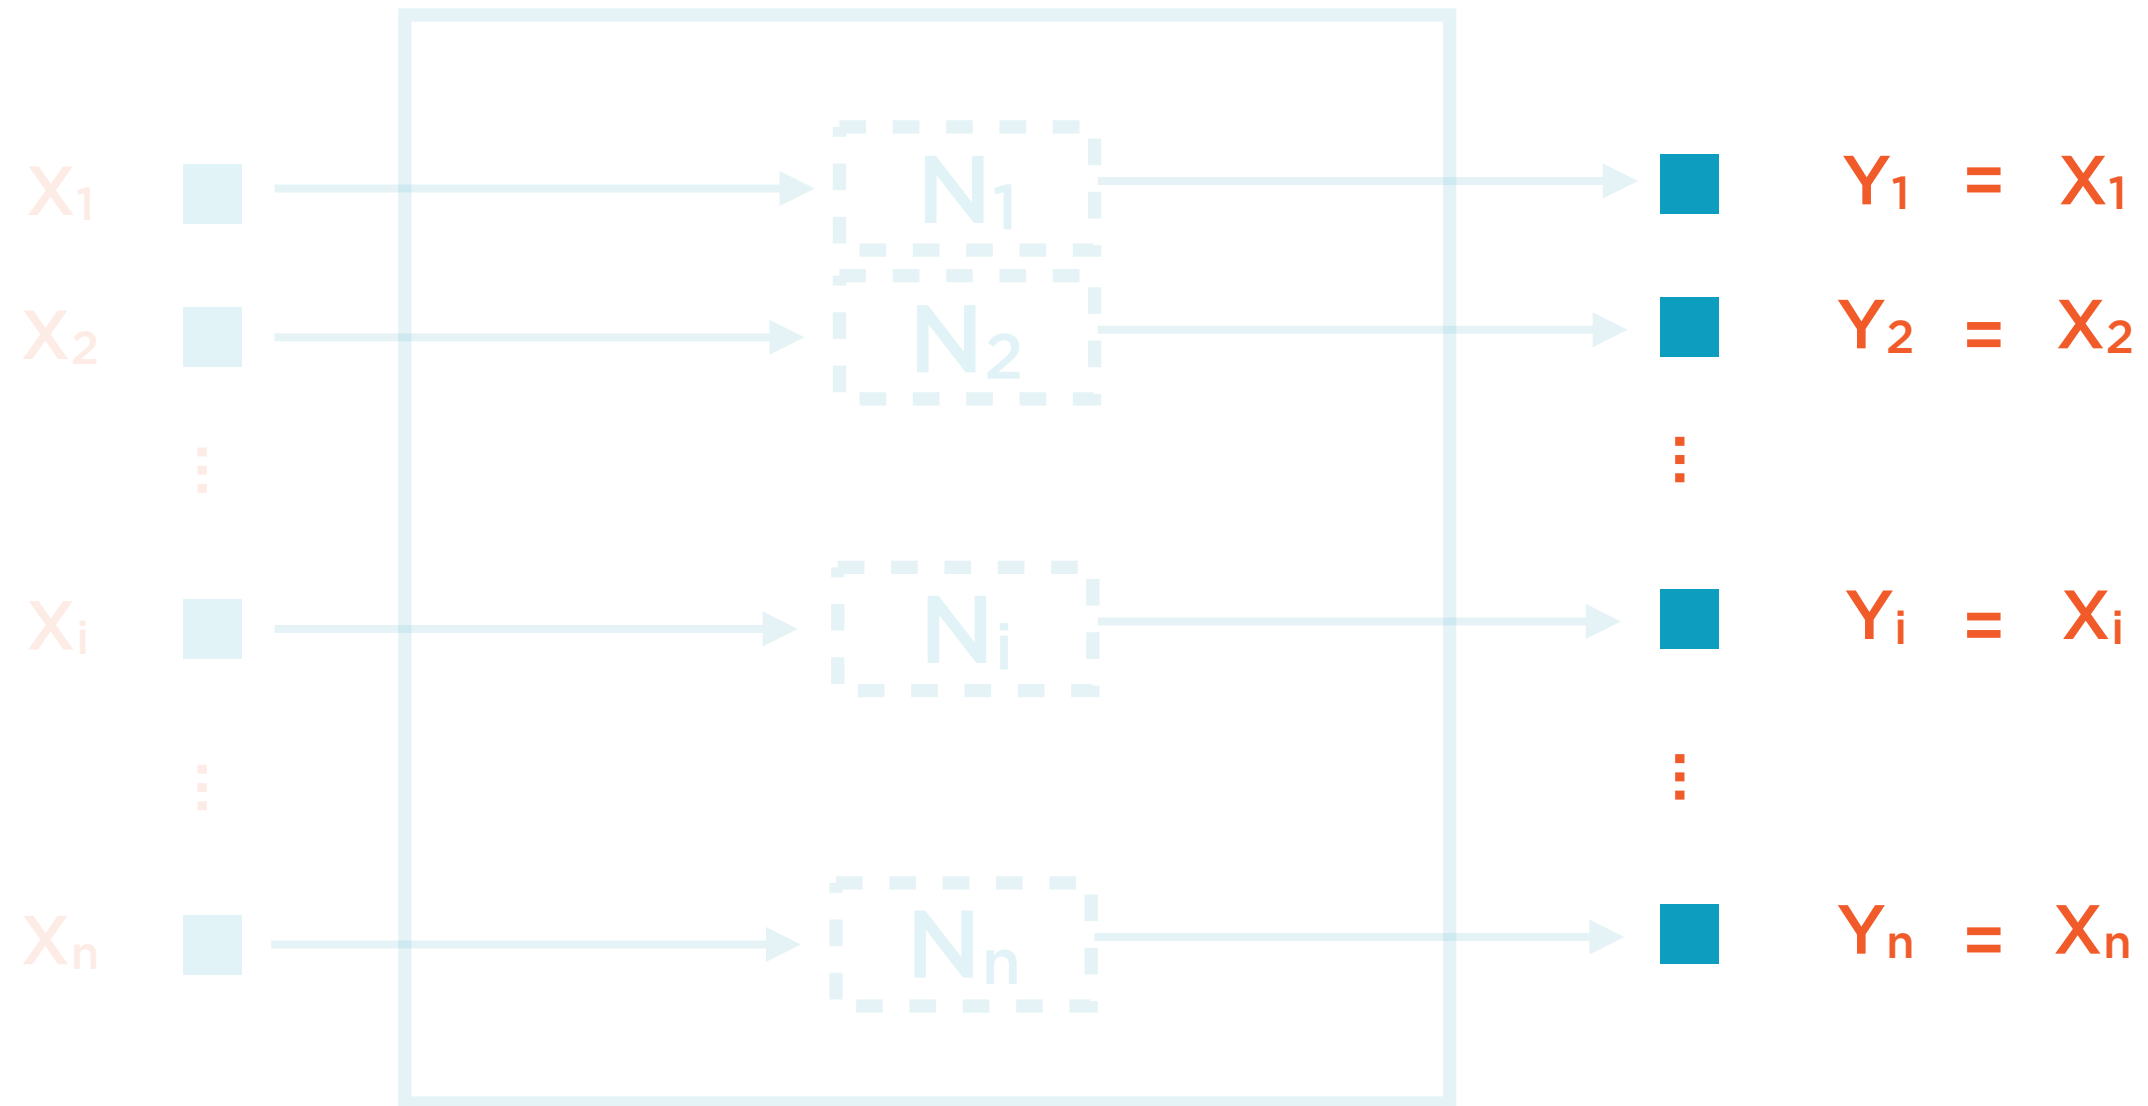 X1 N1 Y1 = X1
X2 N2 Y2 = X2
⋮ ⋮
Xi Ni Yi = Xi
⋮ ⋮
Xn Nn Yn = Xn